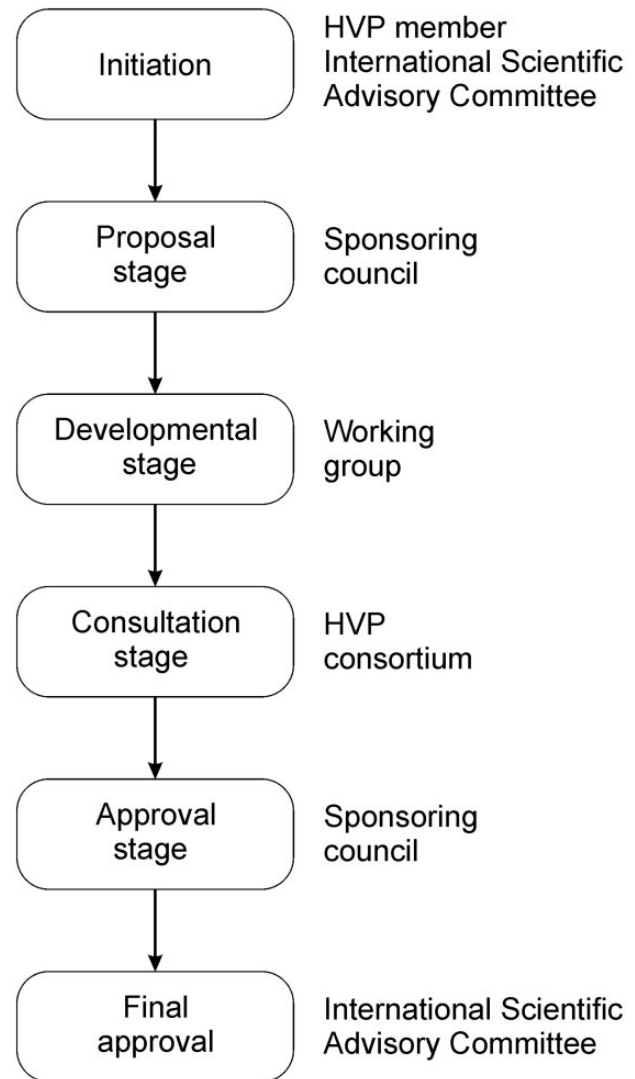 Initiation
HVP member
International Scientific
Advisory Committee
Proposal
stage
Sponsoring
council
Developmental
stage
Working
group
Consultation
stage
HVP
consortium
Approval
stage
Sponsoring
council
Final
approval
International Scientific
Advisory Committee